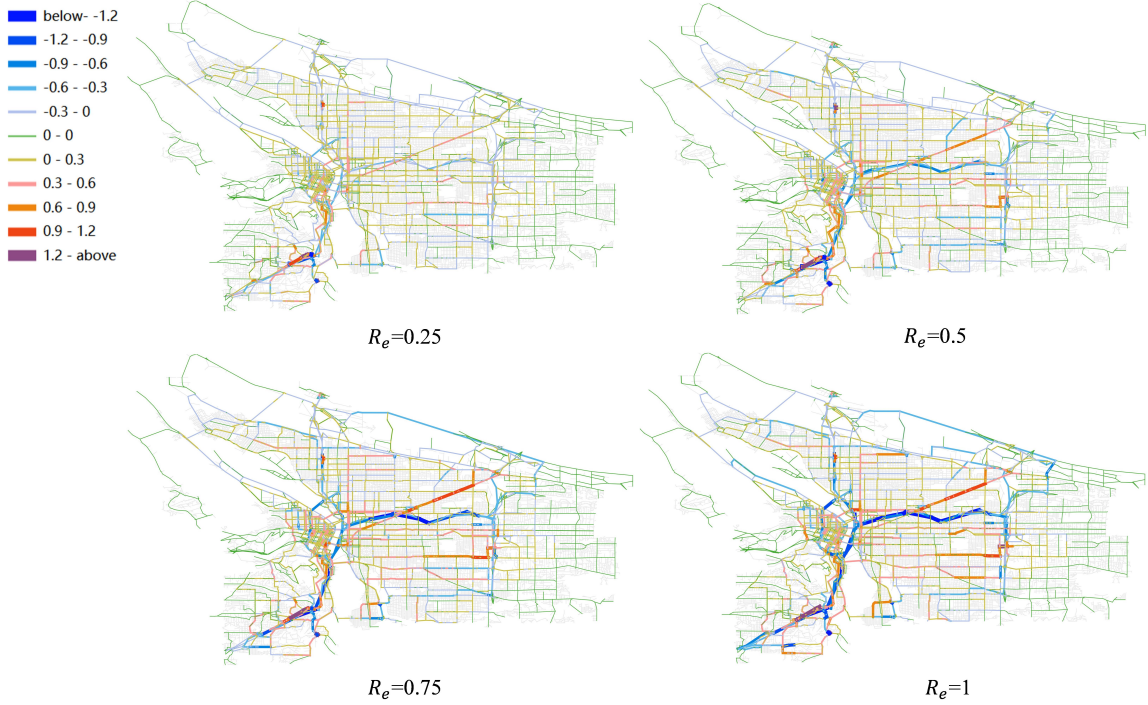 below- -1.2
-1.2 - -0.9
-0.9 - -0.6
-0.6 - -0.3
-0.3 - 0
0 - 0
0 - 0.3
0.3 - 0.6
0.6 - 0.9
0.9 - 1.2
1.2 - above
Rₑ=0.25
Rₑ=0.5
Rₑ=0.75
Rₑ=1